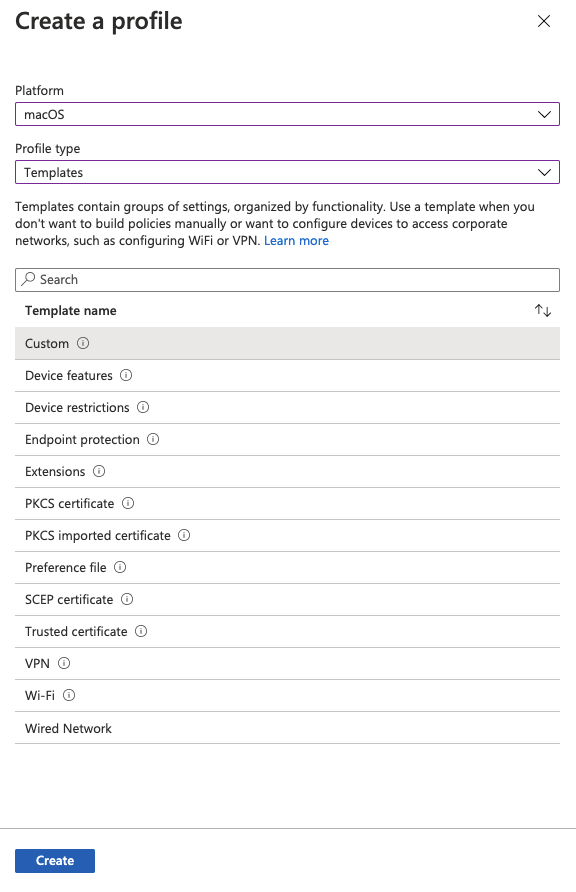 Create a profile
Platform
macOS
Profile type
Templates
Templates contain groups of settings, organized by functionality. Use a template when you
don't want to build policies manually or want to configure devices to access corporate
networks, such as configuring WiFi or VPN. Learn more
Search
Template name
Custom
Device features
Device restrictions
Endpoint protection
Extensions
PKCS certificate
PKCS imported certificate
Preference file
SCEP certificate
Trusted certificate
VPN
Wi-Fi
Wired Network
Create